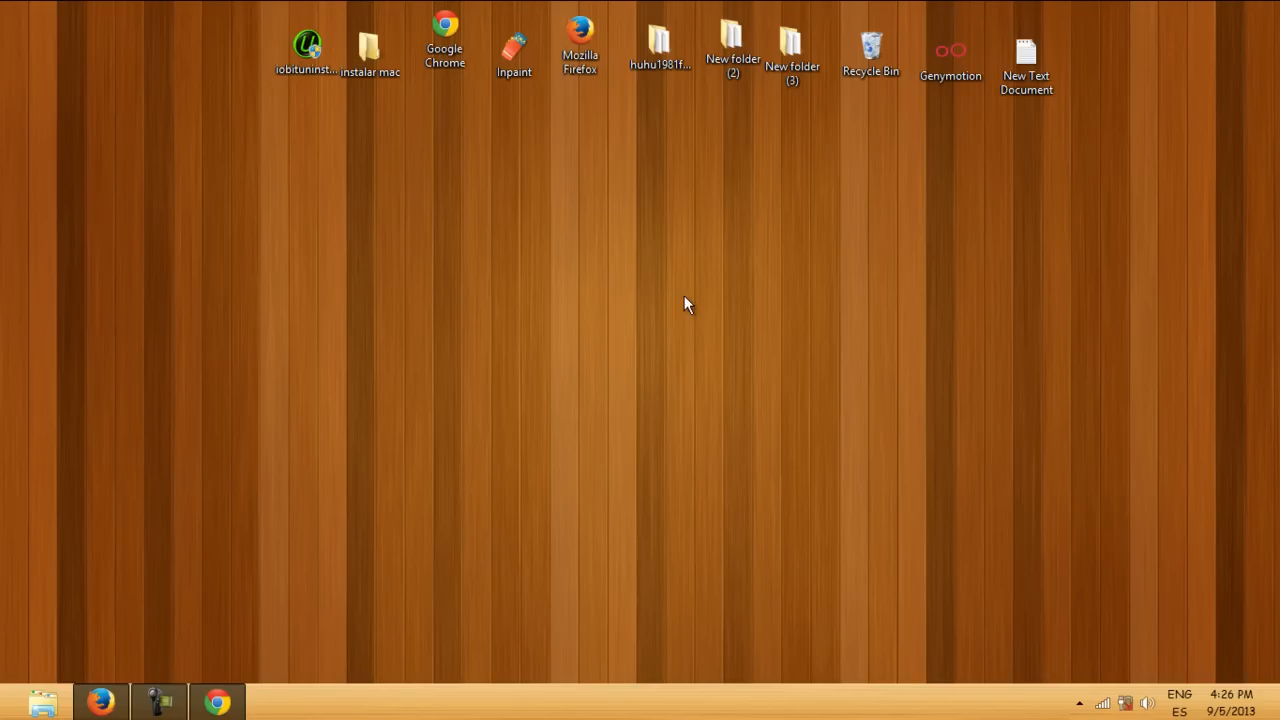 iobituninst...
instalar mac
Google
Chrome
Inpaint
Mozilla
Firefox
huhu1981f...
New folder
(2)
New folder
(3)
Recycle Bin
Genymotion
New Text
Document
ENG
ES
4:26 PM
9/5/2013